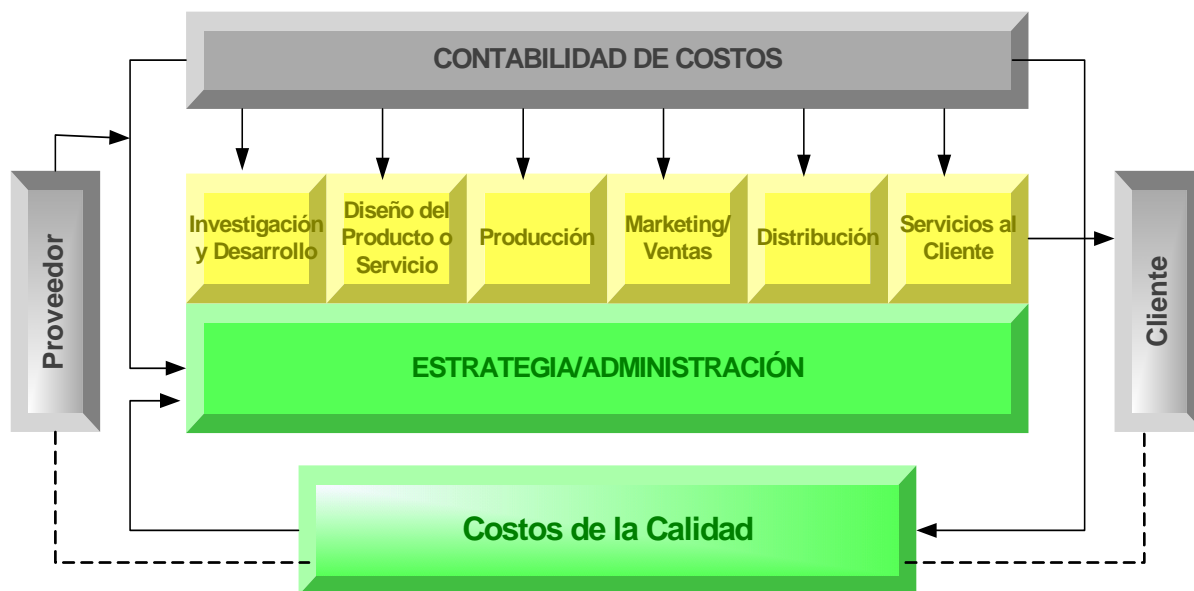 CONTABILIDAD DE COSTOS
Proveedor
Investigación
y Desarrollo
Diseño del
Producto o
Servicio
Producción
Marketing/
Ventas
Distribución
Servicios al
Cliente
Cliente
ESTRATEGIA/ADMINISTRACIÓN
Costos de la Calidad